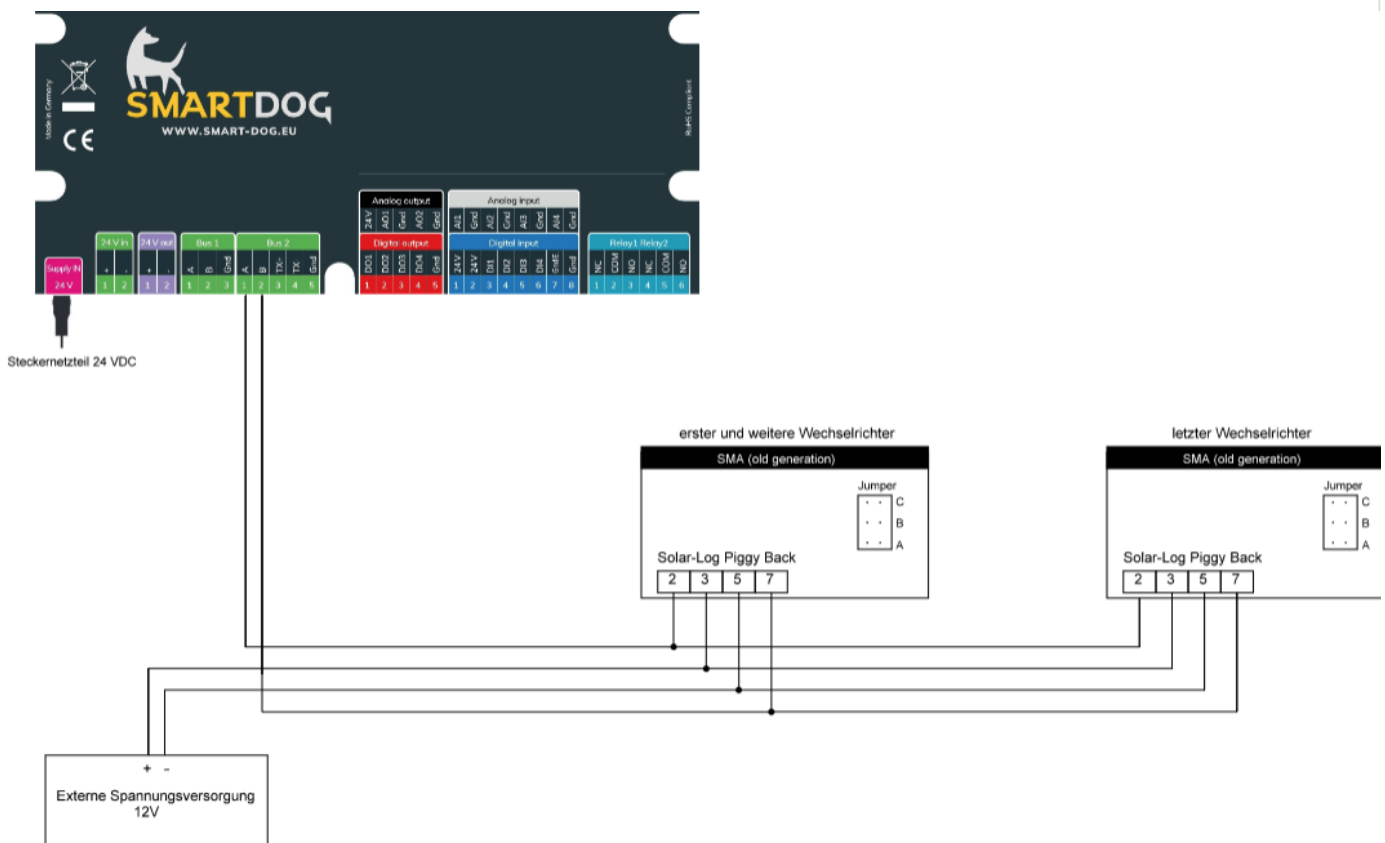 Made in Germany
CE
SMARTDOG
WWW.SMART-DOG.EU
RoHS Compliant
Analog output
24V AO1 Gnd AO2 Gnd
Analog input
AI1 Gnd AI2 Gnd AI3 Gnd AI4 Gnd
Supply IN
24 V
24 V in
+ -
1 2
24 V out
+ -
1 2
Bus 1
A B Gnd
1 2 3
Bus 2
A B TX- TX Gnd
1 2 3 4 5
Digital output
DO1 DO2 DO3 DO4 Gnd
1 2 3 4 5
Digital input
24V 24V DI1 DI2 DI3 DI4 GndE Gnd
1 2 3 4 5 6 7 8
Relay1 Relay2
NC COM NO NC COM NO
1 2 3 4 5 6
Steckernetzteil 24 VDC
erster und weitere Wechselrichter
SMA (old generation)
Jumper
C
B
A
Solar-Log Piggy Back
2 3 5 7
letzter Wechselrichter
SMA (old generation)
Jumper
C
B
A
Solar-Log Piggy Back
2 3 5 7
+ -
Externe Spannungsversorgung
12V